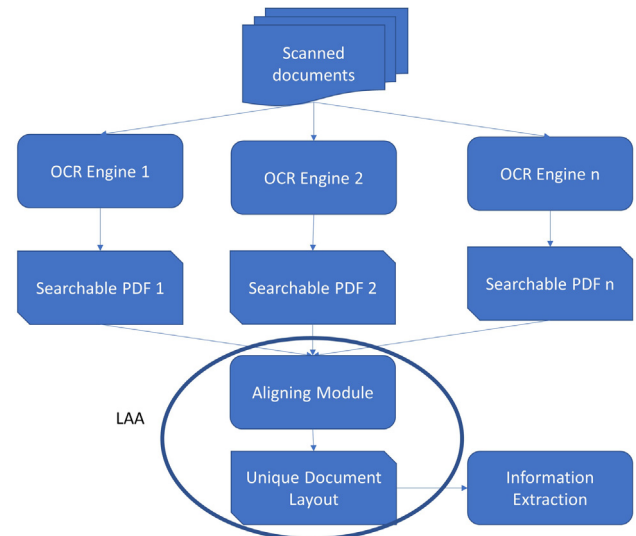 Scanned
documents
OCR Engine 1
OCR Engine 2
OCR Engine n
Searchable PDF 1
Searchable PDF 2
Searchable PDF n
Aligning Module
LAA
Unique Document
Layout
Information
Extraction